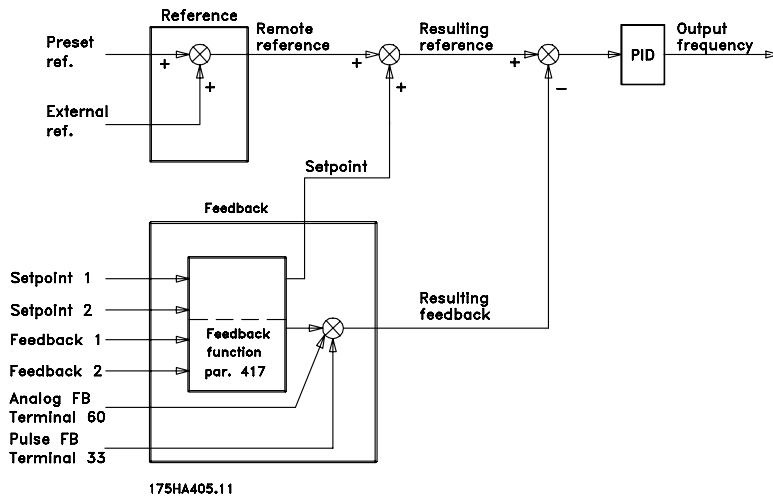 Reference
Preset
ref.
+
+
External
ref.
Remote
reference
+
+
Resulting
reference
+
−
PID
Output
frequency
Setpoint
Feedback
Setpoint 1
Setpoint 2
Feedback 1
Feedback 2
Feedback
function
par. 417
Resulting
feedback
Analog FB
Terminal 60
Pulse FB
Terminal 33
175HA405.11